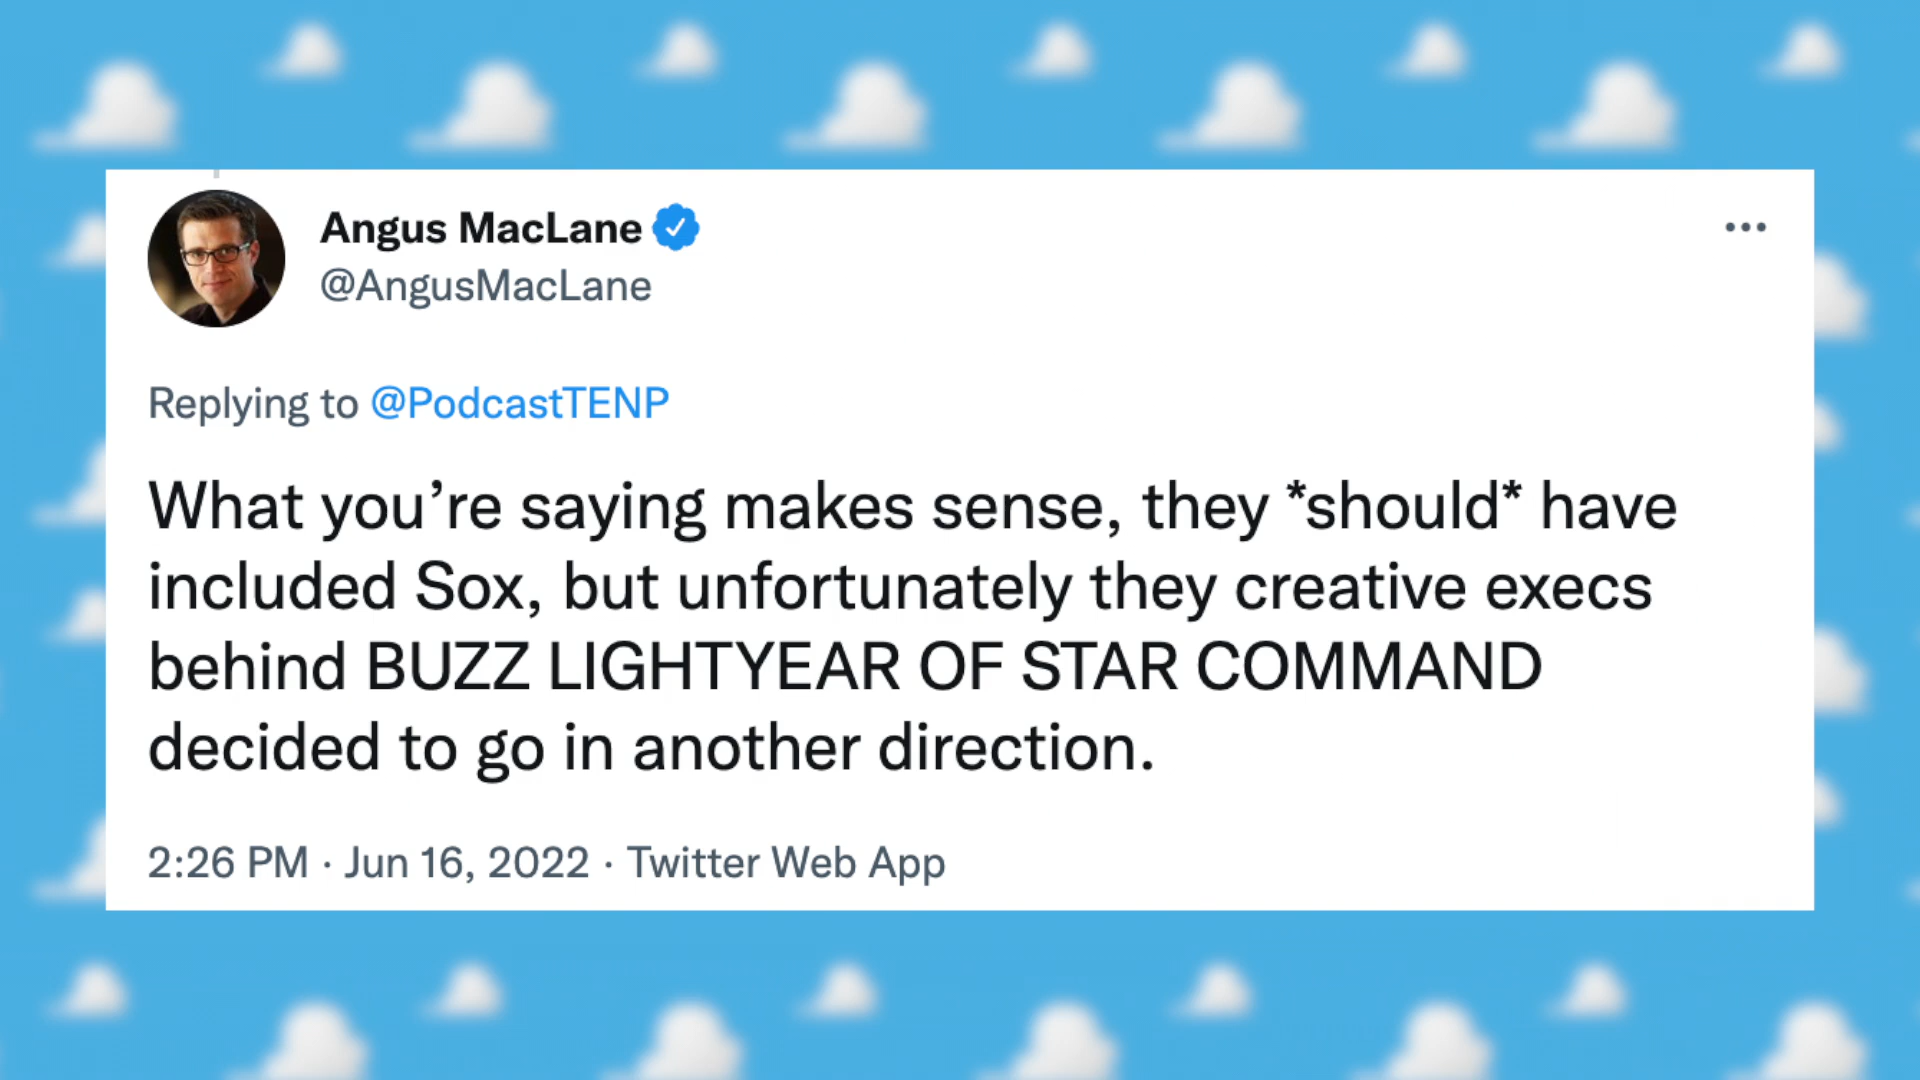 Angus MacLane
@AngusMacLane
Replying to @PodcastTENP
What you’re saying makes sense, they *should* have
included Sox, but unfortunately they creative execs
behind BUZZ LIGHTYEAR OF STAR COMMAND
decided to go in another direction.
2:26 PM · Jun 16, 2022 · Twitter Web App